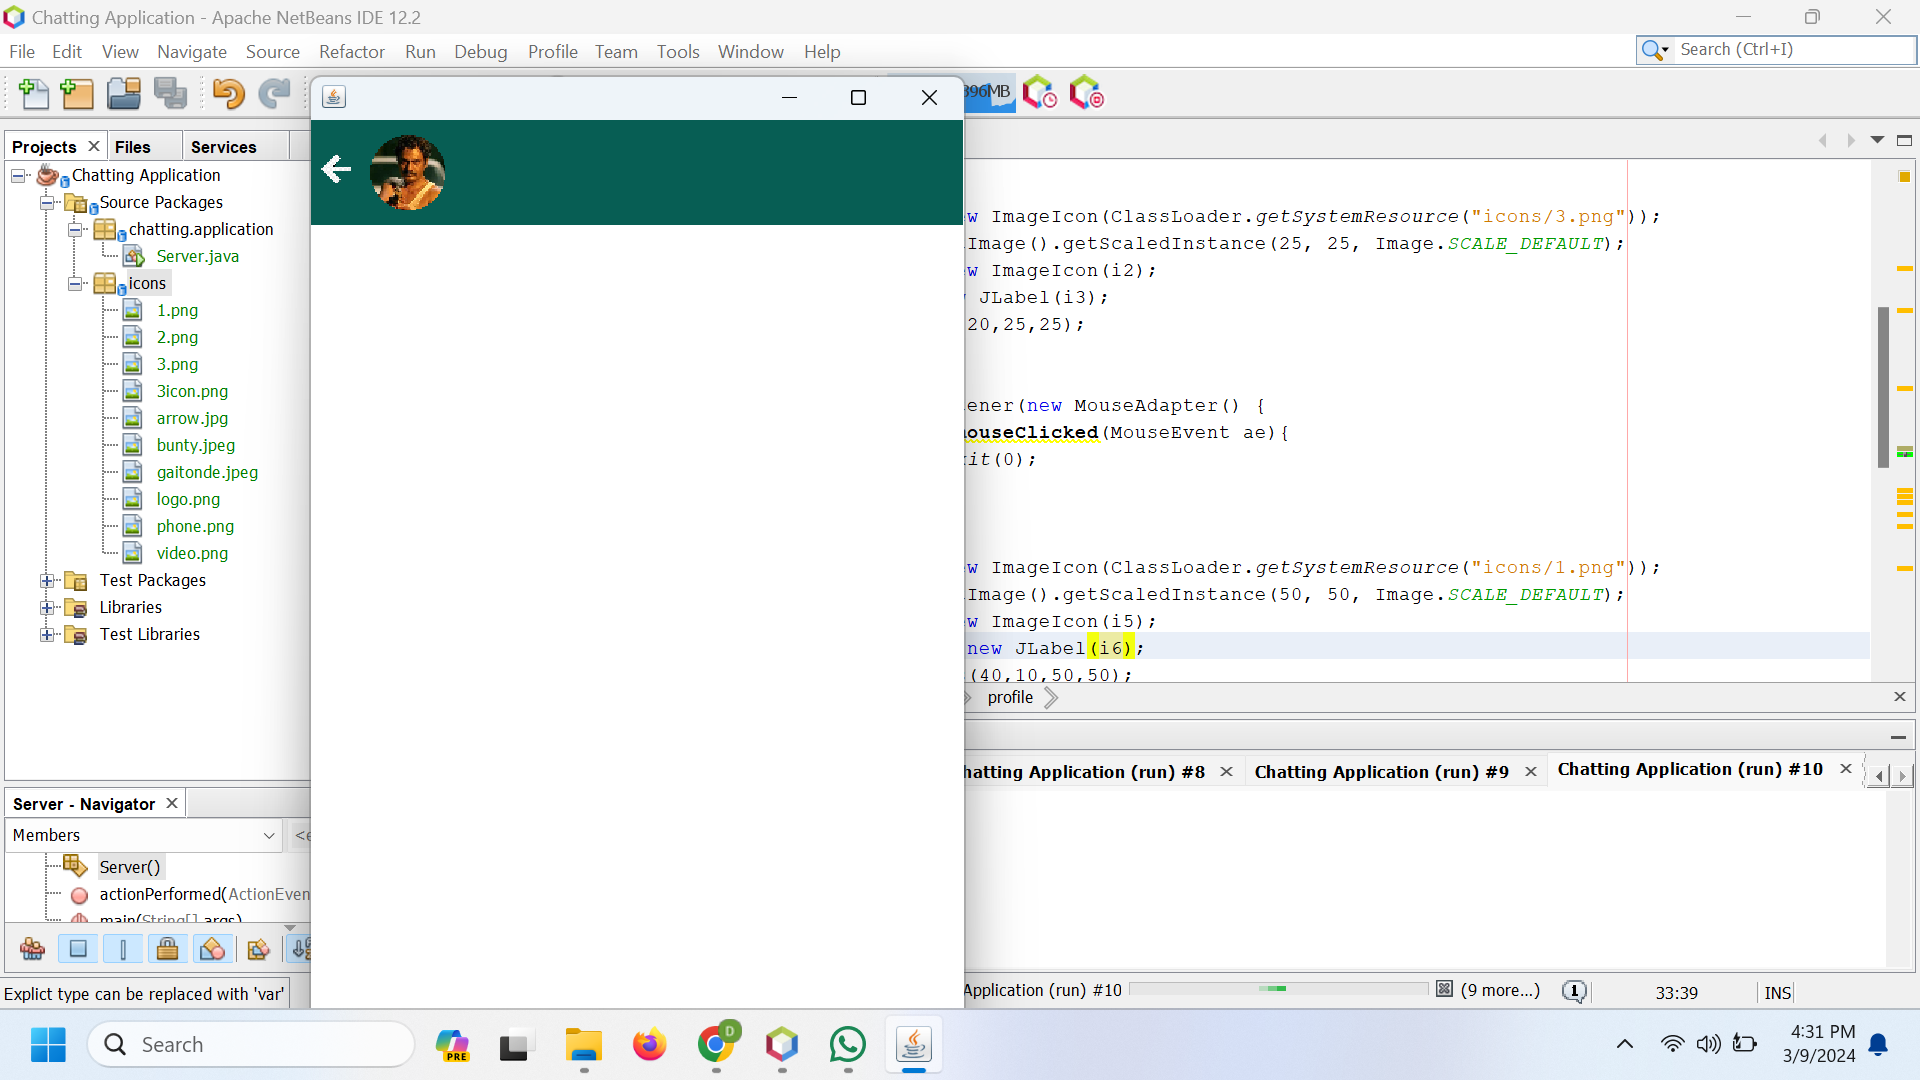 Chatting Application - Apache NetBeans IDE 12.2
File Edit View Navigate Source Refactor Run Debug Profile Team Tools Window Help
Search (Ctrl+I)
396MB
Projects Files Services
Chatting Application
Source Packages
chatting.application
Server.java
icons
1.png
2.png
3.png
3icon.png
arrow.jpg
bunty.jpeg
gaitonde.jpeg
logo.png
phone.png
video.png
Test Packages
Libraries
Test Libraries
w ImageIcon(ClassLoader.getSystemResource("icons/3.png"));
Image().getScaledInstance(25, 25, Image.SCALE_DEFAULT);
w ImageIcon(i2);
JLabel(i3);
20,25,25);
ener(new MouseAdapter() {
mouseClicked(MouseEvent ae){
it(0);
w ImageIcon(ClassLoader.getSystemResource("icons/1.png"));
Image().getScaledInstance(50, 50, Image.SCALE_DEFAULT);
w ImageIcon(i5);
new JLabel(i6);
(40,10,50,50);
profile
hatting Application (run) #8 Chatting Application (run) #9 Chatting Application (run) #10
Server - Navigator
Members
<e
Server()
actionPerformed(ActionEven
main(String[] args)
Explict type can be replaced with 'var'
Application (run) #10 (9 more...) 1 33:39 INS
Search
PRE
D
4:31 PM
3/9/2024